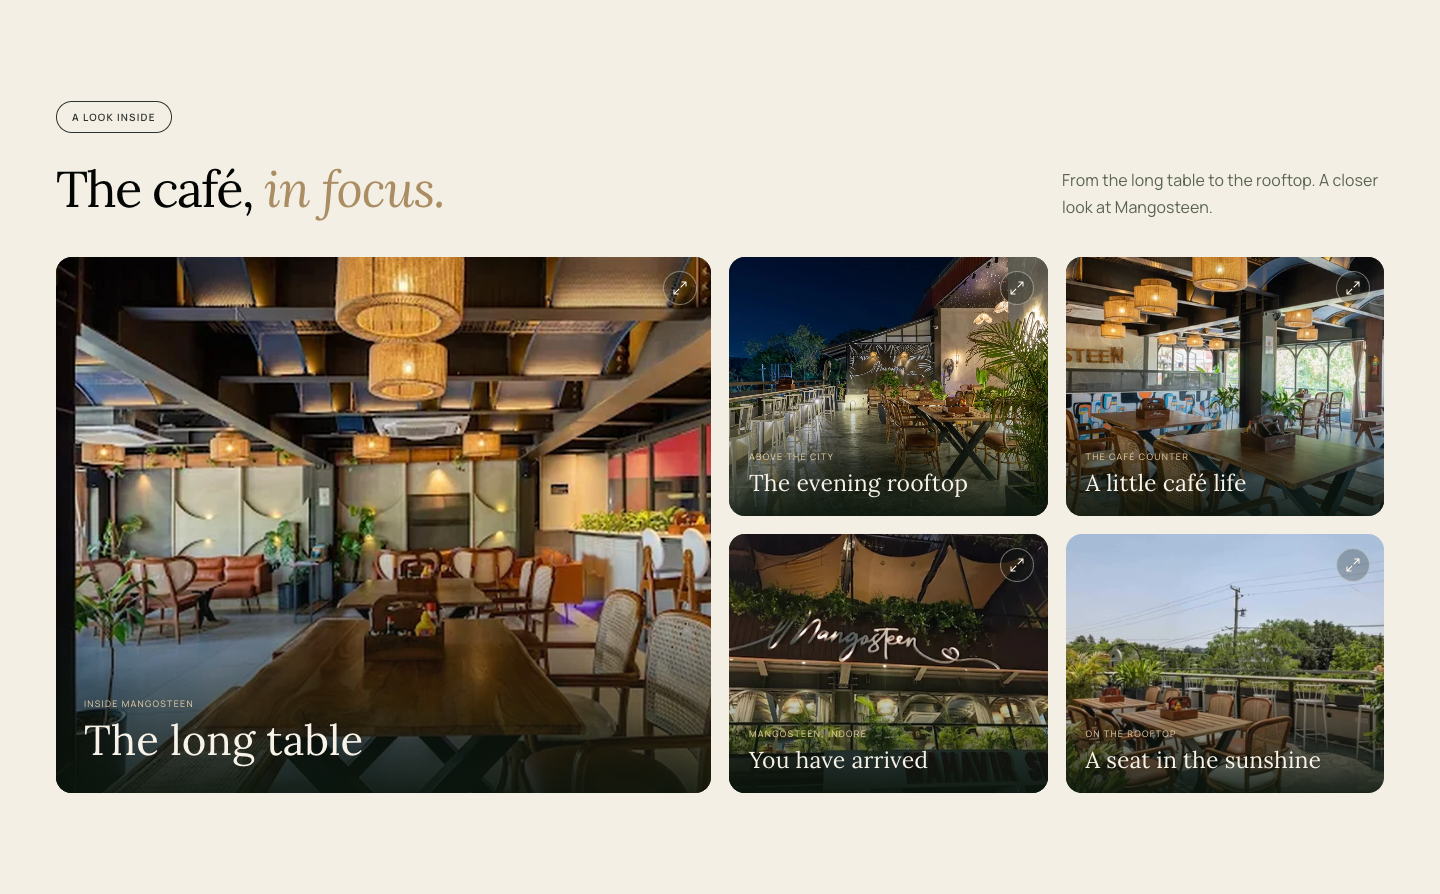 A LOOK INSIDE
The café, in focus.
From the long table to the rooftop. A closer
look at Mangosteen.
INSIDE MANGOSTEEN
The long table
ABOVE THE CITY
The evening rooftop
STEEN
THE CAFÉ COUNTER
A little café life
Mangosteen
MANGOSTEEN, INDORE
You have arrived
MAHAVIR S
ON THE ROOFTOP
A seat in the sunshine